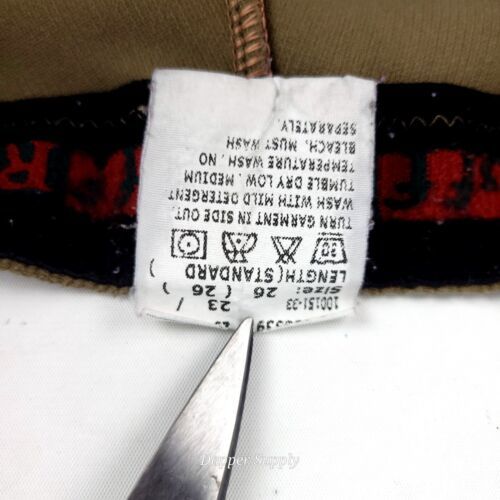 100151-33 23 /
Size: 26 ( 26 )
LENGTH(STANDARD )
30
TURN GARMENT IN SIDE OUT.
WASH WITH MILD DETERGENT
TUMBLE DRY LOW, MEDIUM
TEMPERATURE WASH , NO
BLEACH, MUST WASH
SEPARATELY.
Dapper Supply